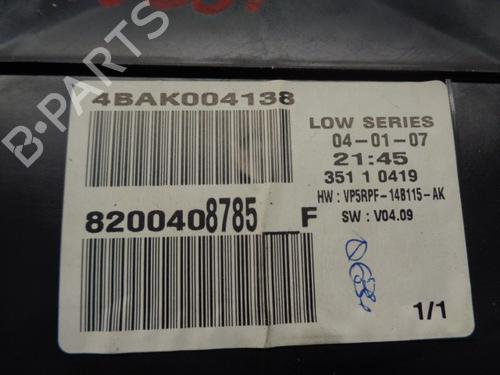 B-PARTS
4BAK004138
LOW SERIES
04-01-07
21:45
351 1 0419
HW : VP5RPF-14B115-AK
8200408785__F
SW : V04.09
1/1